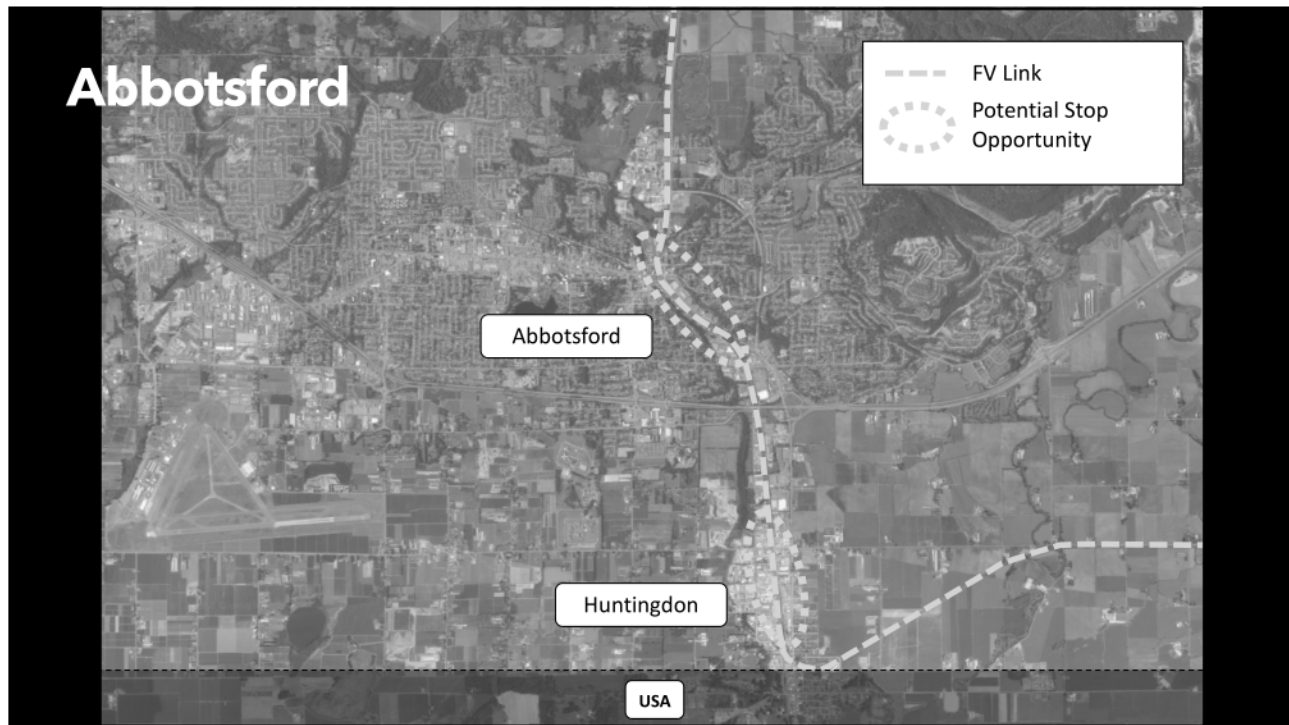 Abbotsford
FV Link
Potential Stop
Opportunity
Abbotsford
Huntingdon
USA